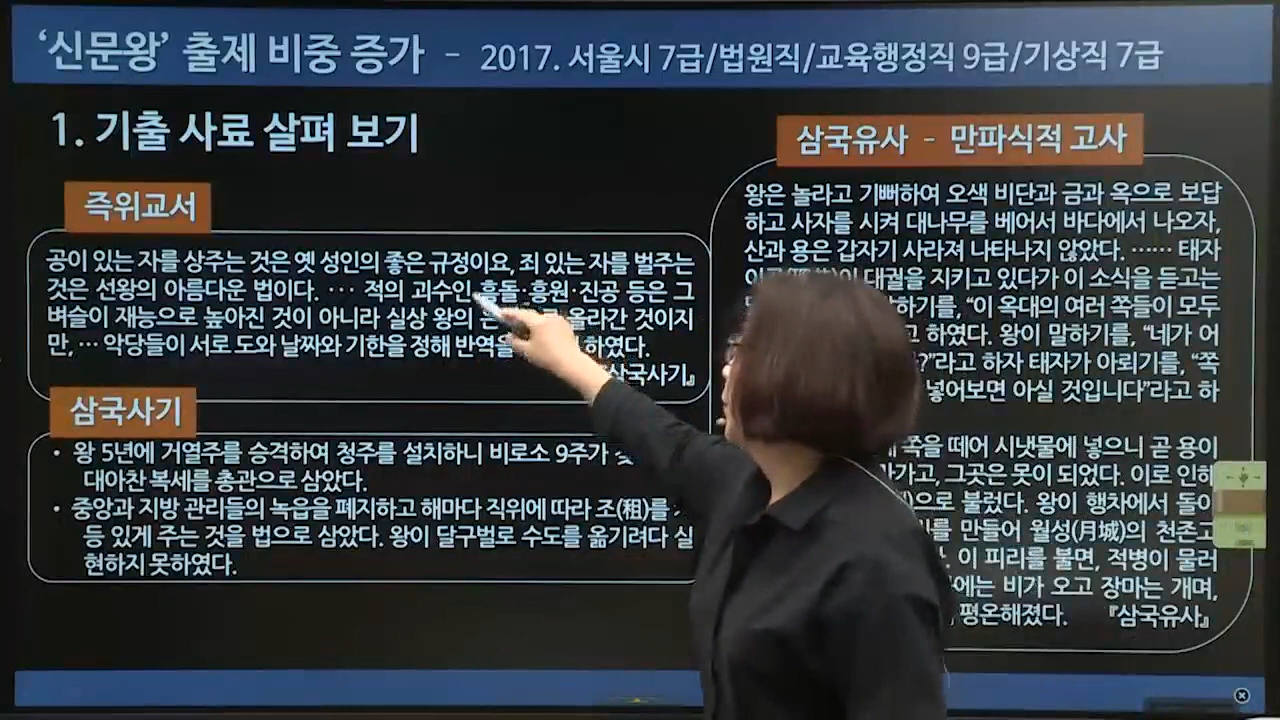 ‘신문왕’ 출제 비중 증가 - 2017. 서울시 7급/법원직/교육행정직 9급/기상직 7급
1. 기출 사료 살펴 보기
즉위교서
공이 있는 자를 상주는 것은 옛 성인의 좋은 규정이요, 죄 있는 자를 벌주는
것은 선왕의 아름다운 법이다. … 적의 괴수인 흠돌·흥원·진공 등은 그
벼슬이 재능으로 높아진 것이 아니라 실상 왕의 올라간 것이지
만, … 악당들이 서로 도와 날짜와 기한을 정해 반역을 하였다.
『삼국사기』
삼국사기
• 왕 5년에 거열주를 승격하여 청주를 설치하니 비로소 9주가
대아찬 복세를 총관으로 삼았다.
• 중앙과 지방 관리들의 녹읍을 폐지하고 해마다 직위에 따라 조(租)를
등 있게 주는 것을 법으로 삼았다. 왕이 달구벌로 수도를 옮기려다 실
현하지 못하였다.
삼국유사 - 만파식적 고사
왕은 놀라고 기뻐하여 오색 비단과 금과 옥으로 보답
하고 사자를 시켜 대나무를 베어서 바다에서 나오자,
산과 용은 갑자기 사라져 나타나지 않았다. …… 태자
대궐을 지키고 있다가 이 소식을 듣고는
하기를, “이 옥대의 여러 쪽들이 모두
고 하였다. 왕이 말하기를, “네가 어
?”라고 하자 태자가 아뢰기를, “쪽
넣어보면 아실 것입니다”라고 하
쪽을 떼어 시냇물에 넣으니 곧 용이
가고, 그곳은 못이 되었다. 이로 인해
으로 불렀다. 왕이 행차에서 돌아
를 만들어 월성(月城)의 천존고
이 피리를 불면, 적병이 물러
에는 비가 오고 장마는 개며,
평온해졌다. 『삼국유사』